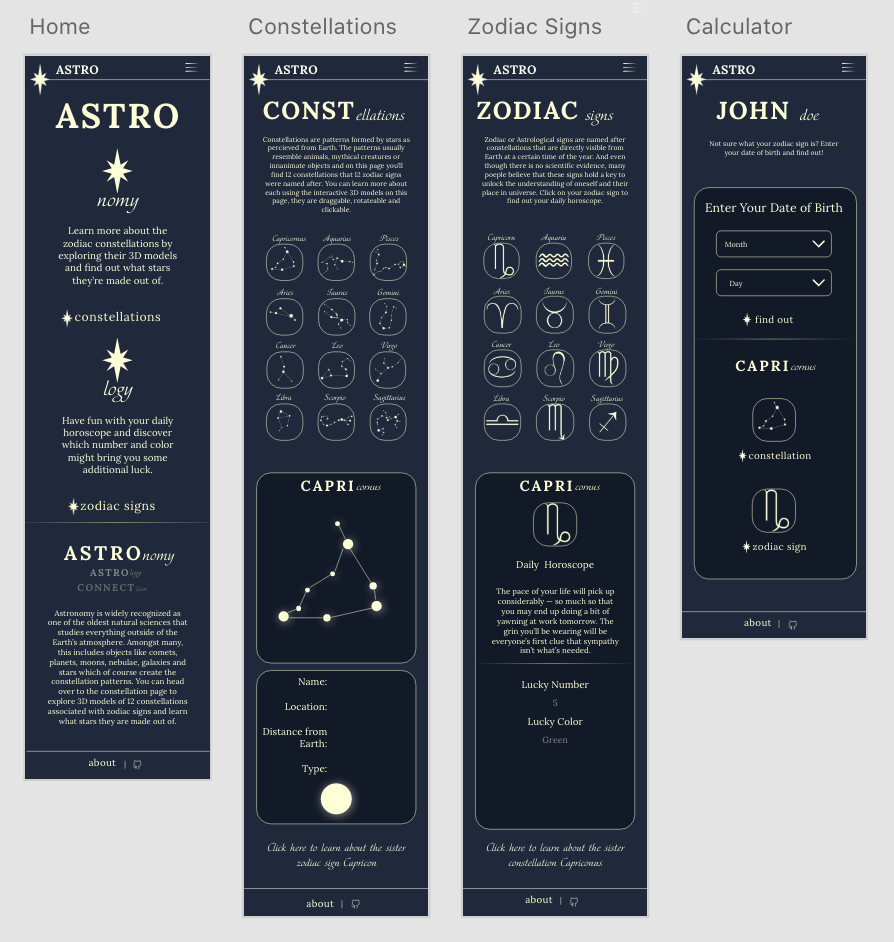 Home
ASTRO
ASTRO
nomy
Learn more about the
zodiac constellations by
exploring their 3D models
and find out what stars
they're made out of.
constellations
logy
Have fun with your daily
horoscope and discover
which number and color
might bring you some
additional luck.
zodiac signs
ASTROnomy
ASTROlogy
CONNECTion
Astronomy is widely recognized as
one of the oldest natural sciences that
studies everything outside of the
Earth's atmosphere. Amongst many,
this includes objects like comets,
planets, moons, nebulae, galaxies and
stars which of course create the
constellation patterns. You can head
over to the constellation page to
explore 3D models of 12 constellations
associated with zodiac signs and learn
what stars they are made out of.
about |
Constellations
ASTRO
CONSTellations
Constellations are patterns formed by stars as
percieved from Earth. The patterns usually
resemble animals, mythical creatures or
innanimate objects and on this page you'll
find 12 constellations that 12 zodiac signs
were named after. You can learn more about
each using the interactive 3D models on this
page, they are draggable, rotateable and
clickable.
Capricornus Aquarius Pisces
Aries Taurus Gemini
Cancer Leo Virgo
Libra Scorpio Sagittarius
CAPRIcornus
Name:
Location:
Distance from
Earth:
Type:
Click here to learn about the sister
zodiac sign Capricon
about |
Zodiac Signs
ASTRO
ZODIAC signs
Zodiac or Astrological signs are named after
constellations that are directly visible from
Earth at a certain time of the year. And even
though there is no scientific evidence, many
poeple believe that these signs hold a key to
unlock the understanding of oneself and their
place in universe. Click on your zodiac sign to
find out your daily horoscope.
Capricorn Aquariu Pisces
Aries Taurus Gemini
Cancer Leo Virgo
Libra Scorpio Sagittarius
CAPRIcornus
Daily Horoscope
The pace of your life will pick up
considerably — so much so that
you may end up doing a bit of
yawning at work tomorrow. The
grin you'll be wearing will be
everyone's first clue that sympathy
isn't what's needed.
Lucky Number
5
Lucky Color
Green
Click here to learn about the sister
constellation Capriconus
about |
Calculator
ASTRO
JOHN doe
Not sure what your zodiac sign is? Enter
your date of birth and find out!
Enter Your Date of Birth
Month
Day
find out
CAPRIcornus
constellation
zodiac sign
about |